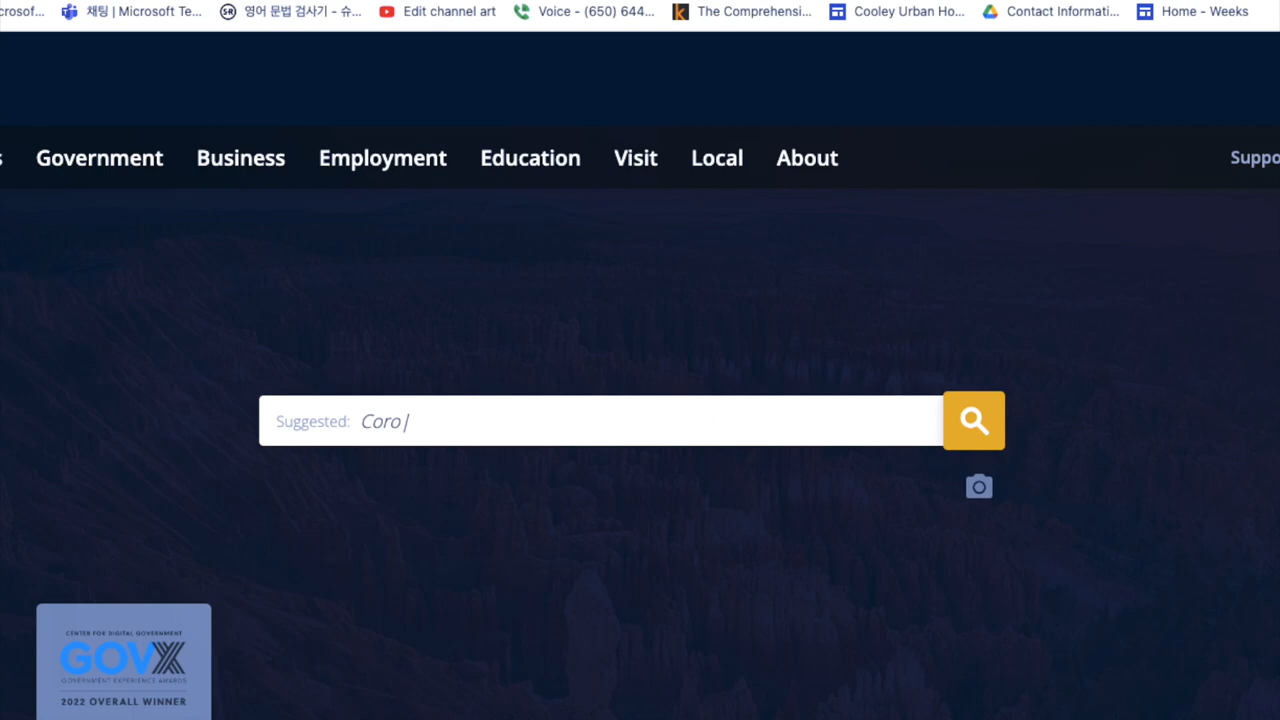 crosof... 채팅 | Microsoft Te... 영어 문법 검사기 - 슈... Edit channel art Voice - (650) 644... The Comprehensi... Cooley Urban Ho... Contact Informati... Home - Weeks
s Government Business Employment Education Visit Local About Suppo
Suggested: Coro
CENTER FOR DIGITAL GOVERNMENT
GOVX
GOVERNMENT EXPERIENCE AWARDS
2022 OVERALL WINNER